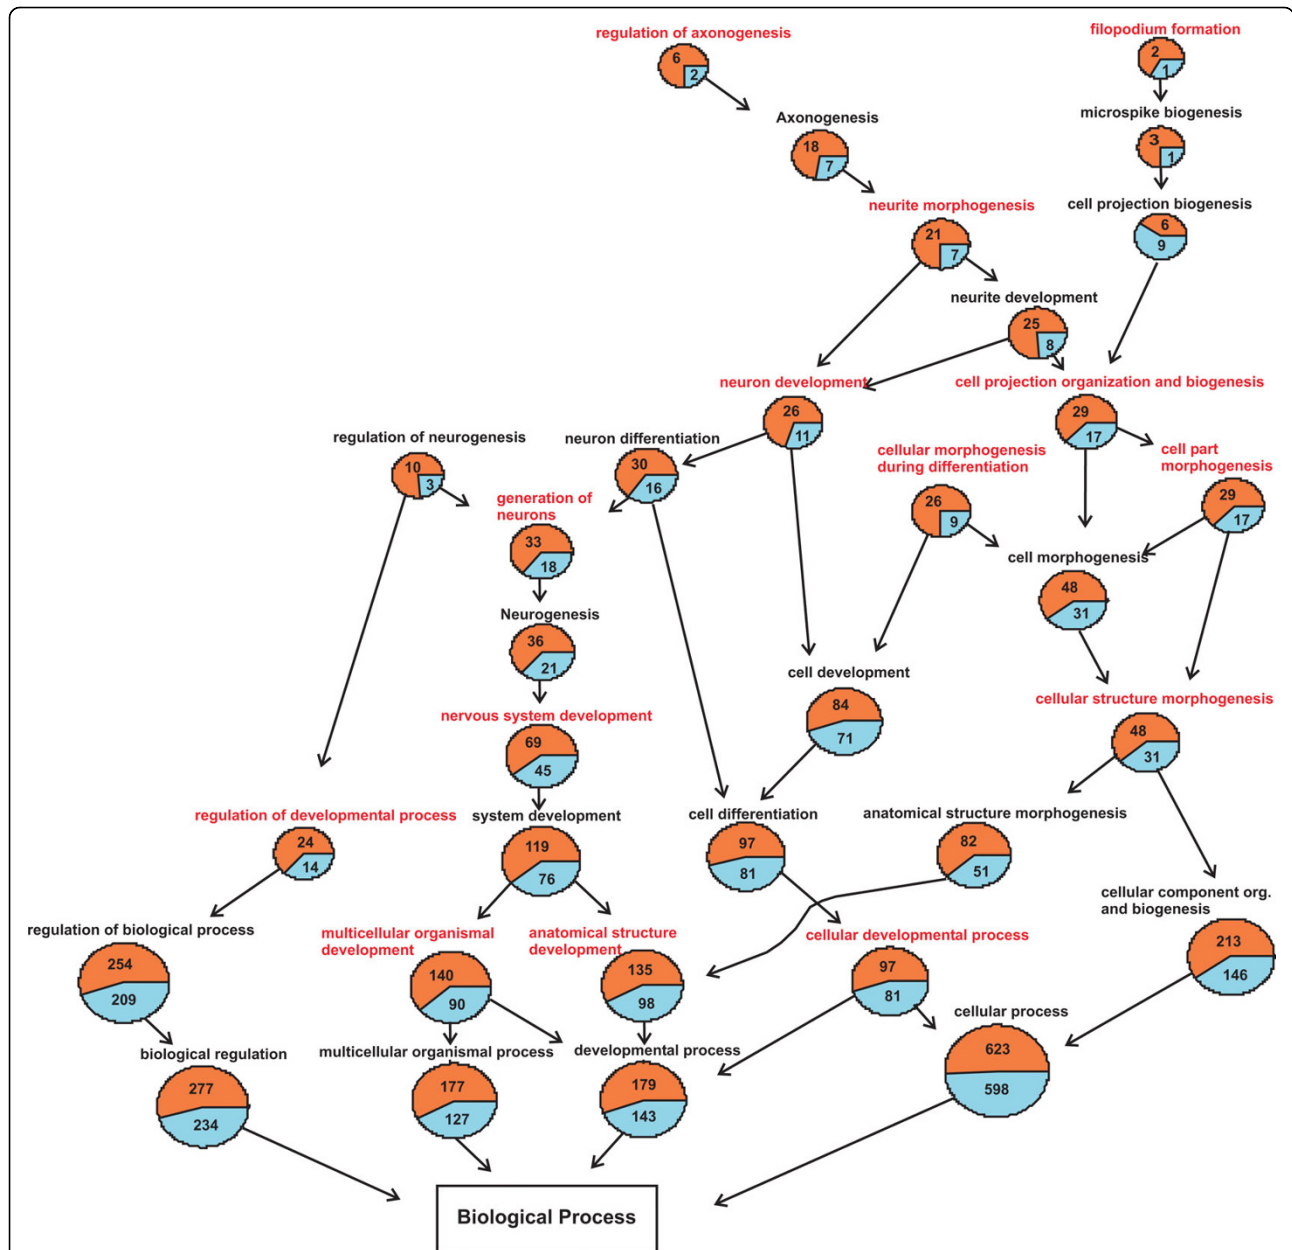 regulation of axonogenesis
6
2
filopodium formation
2
1
Axonogenesis
18
7
microspike biogenesis
3
1
neurite morphogenesis
21
7
cell projection biogenesis
6
9
neurite development
25
8
neuron development
26
11
cell projection organization and biogenesis
29
17
regulation of neurogenesis
10
3
neuron differentiation
30
16
cellular morphogenesis
during differentiation
26
9
cell part
morphogenesis
29
17
generation of
neurons
33
18
cell morphogenesis
48
31
Neurogenesis
36
21
cell development
84
71
nervous system development
69
45
cellular structure morphogenesis
48
31
regulation of developmental process
24
14
system development
119
76
cell differentiation
97
81
anatomical structure morphogenesis
82
51
cellular component org.
and biogenesis
213
146
regulation of biological process
254
209
multicellular organismal
development
140
90
anatomical structure
development
135
98
cellular developmental process
97
81
cellular process
623
598
biological regulation
277
234
multicellular organismal process
177
127
developmental process
179
143
Biological Process